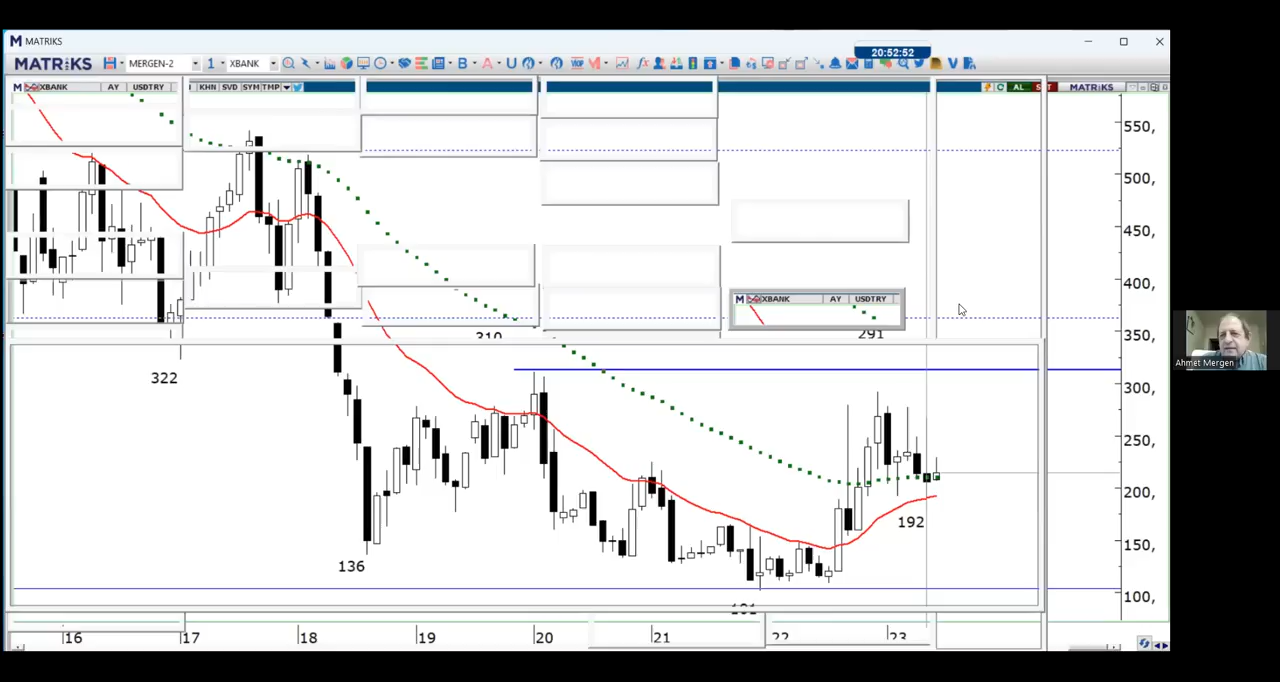 MATRIKS
20:52:52
MATRIKS MERGEN-2 1 XBANK
XBANK AY USDTRY KHN SVD SYM TMP AL MATRIKS
550,
500,
450,
400,
350,
300,
250,
200,
150,
100,
XBANK AY USDTRY
310
291
322
136
192
16 17 18 19 20 21 22 23
Ahmet Mergen